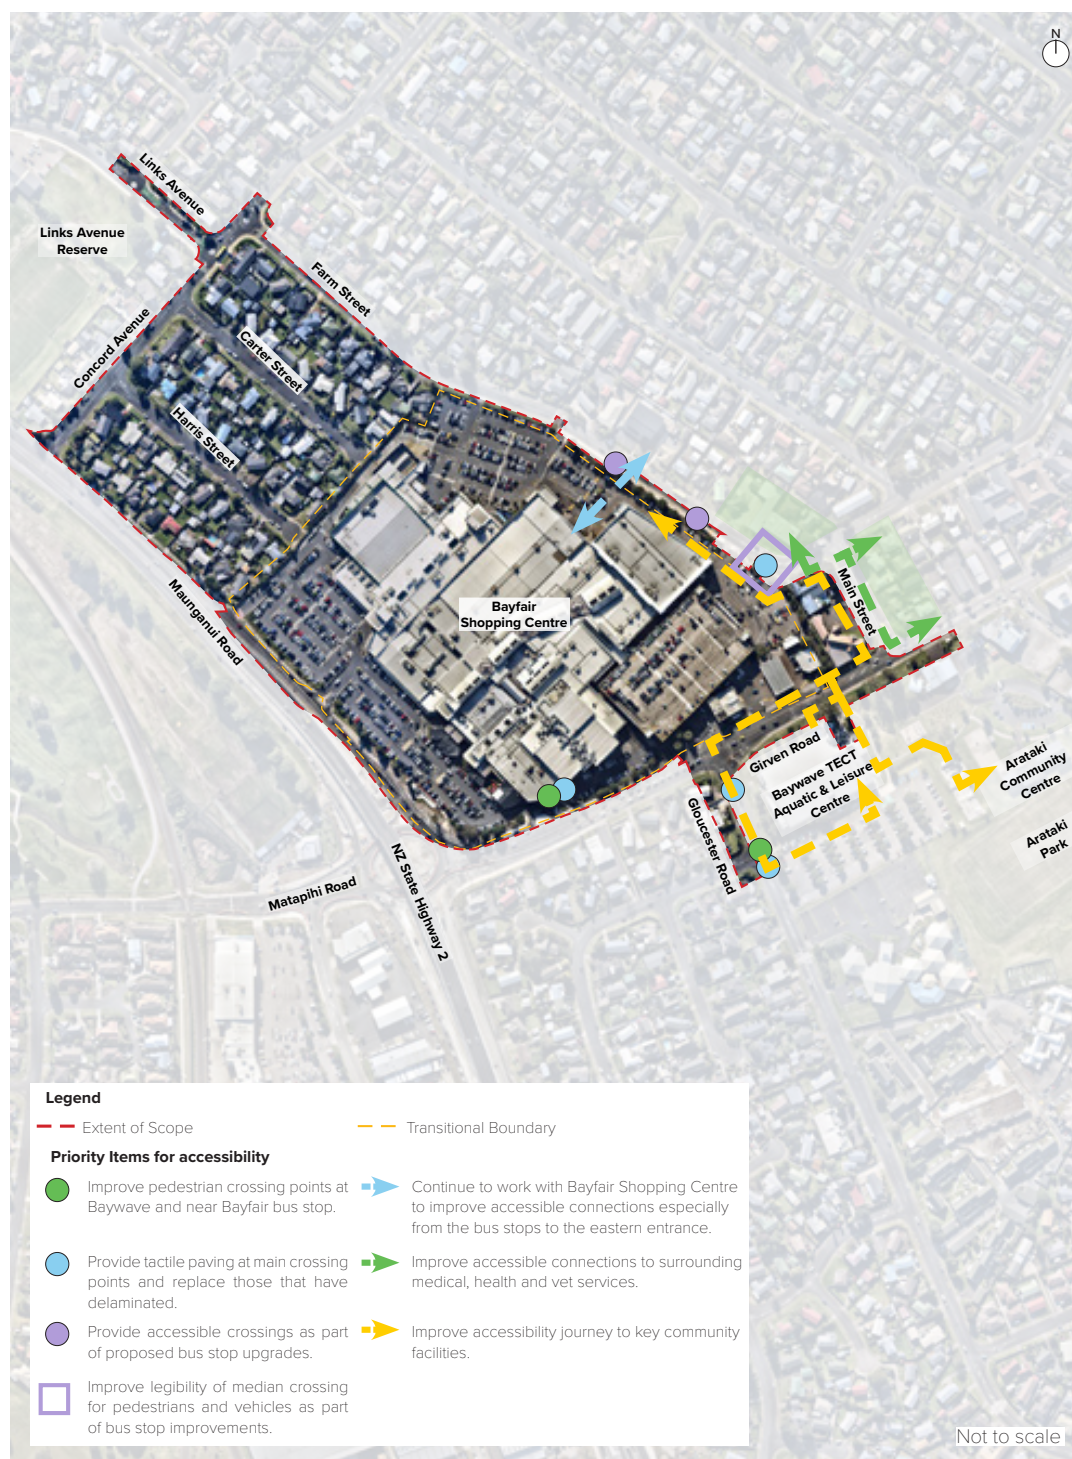 N
Links Avenue
Links Avenue
Reserve
Farm Street
Concord Avenue
Carter Street
Harris Street
Maunganui Road
Bayfair
Shopping Centre
Main Street
Girven Road
Baywave TECT
Aquatic & Leisure
Centre
Arataki
Community
Centre
Arataki
Park
Gloucester Road
NZ State Highway 2
Matapihi Road
Legend
Extent of Scope
Transitional Boundary
Priority Items for accessibility
Improve pedestrian crossing points at
Baywave and near Bayfair bus stop.
Provide tactile paving at main crossing
points and replace those that have
delaminated.
Provide accessible crossings as part
of proposed bus stop upgrades.
Improve legibility of median crossing
for pedestrians and vehicles as part
of bus stop improvements.
Continue to work with Bayfair Shopping Centre
to improve accessible connections especially
from the bus stops to the eastern entrance.
Improve accessible connections to surrounding
medical, health and vet services.
Improve accessibility journey to key community
facilities.
Not to scale